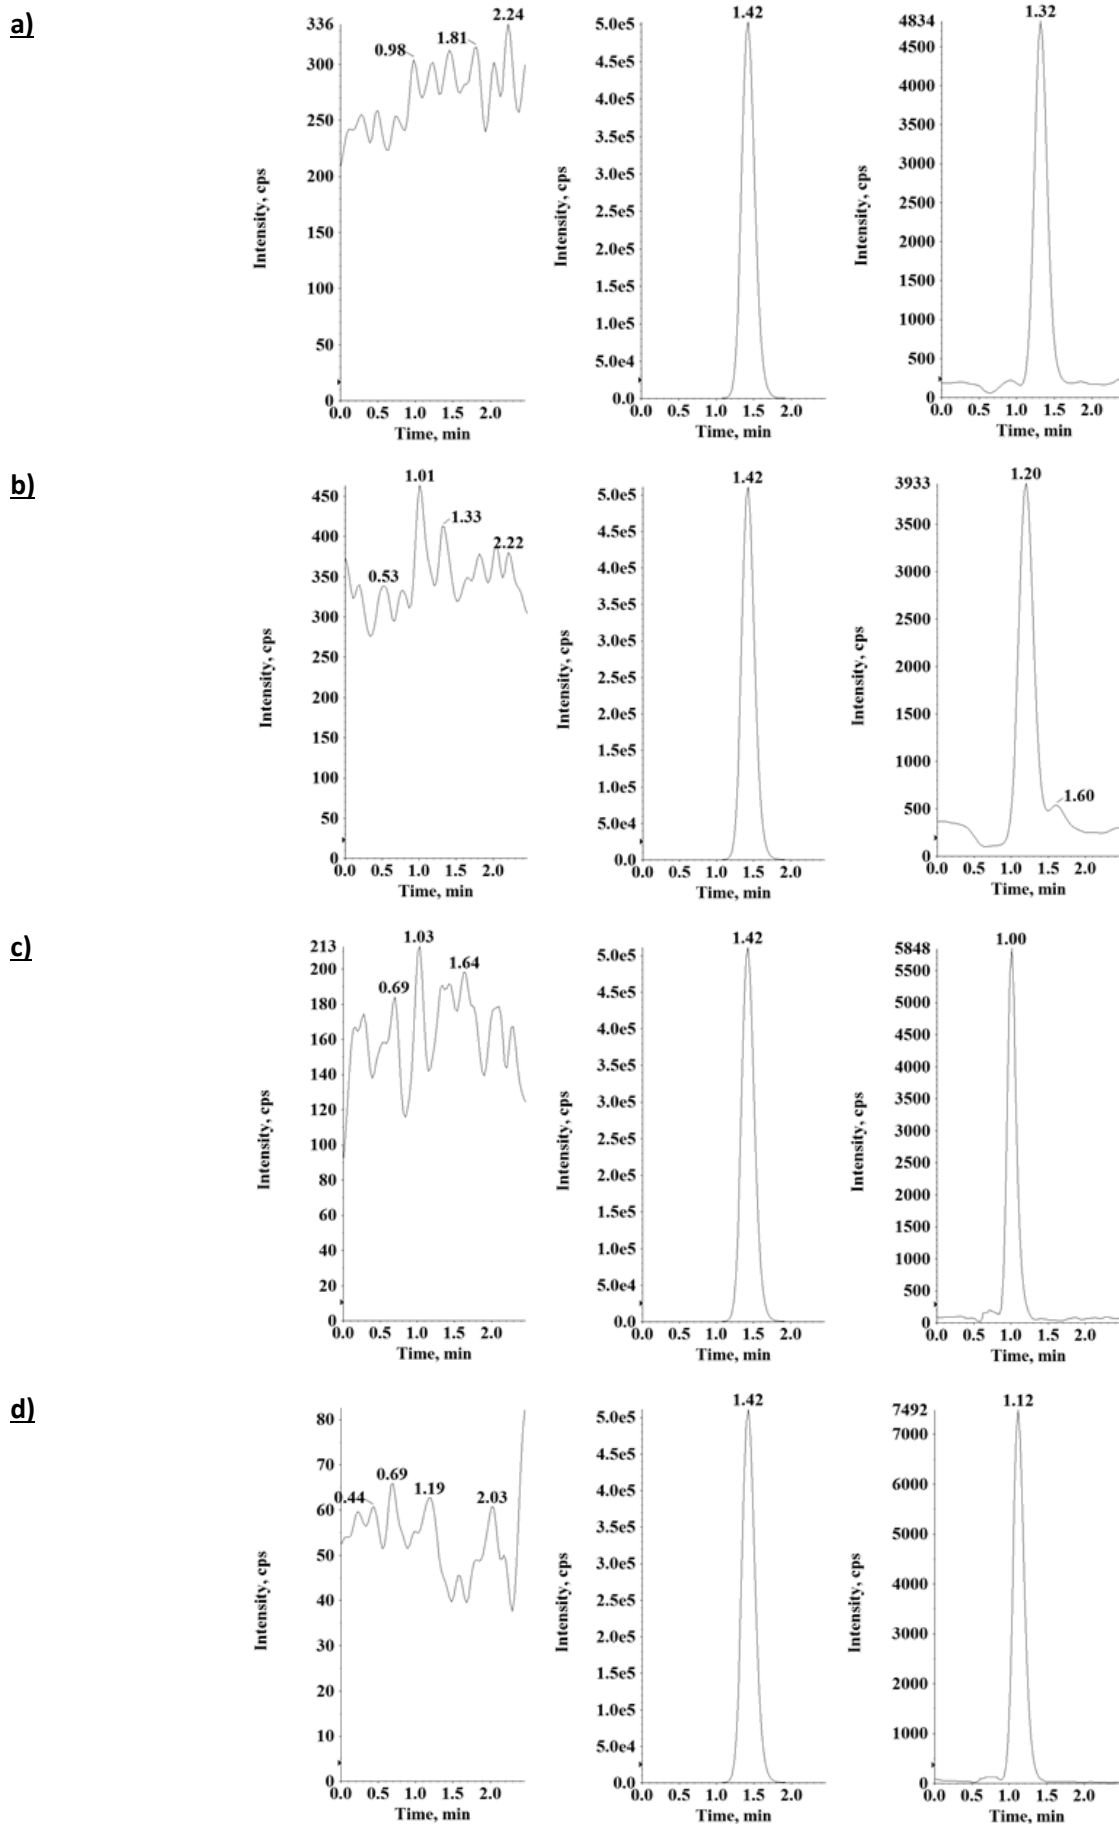 a)
336
300
250
200
150
100
50
0
0.98
1.81
2.24
0.0 0.5 1.0 1.5 2.0
Time, min
Intensity, cps
5.0e5
4.5e5
4.0e5
3.5e5
3.0e5
2.5e5
2.0e5
1.5e5
1.0e5
5.0e4
0.0
1.42
0.0 0.5 1.0 1.5 2.0
Time, min
Intensity, cps
4834
4500
4000
3500
3000
2500
2000
1500
1000
500
0
1.32
0.0 0.5 1.0 1.5 2.0
Time, min
Intensity, cps
b)
450
400
350
300
250
200
150
100
50
0
0.53
1.01
1.33
2.22
0.0 0.5 1.0 1.5 2.0
Time, min
Intensity, cps
5.0e5
4.5e5
4.0e5
3.5e5
3.0e5
2.5e5
2.0e5
1.5e5
1.0e5
5.0e4
0.0
1.42
0.0 0.5 1.0 1.5 2.0
Time, min
Intensity, cps
3933
3500
3000
2500
2000
1500
1000
500
0
1.20
1.60
0.0 0.5 1.0 1.5 2.0
Time, min
Intensity, cps
c)
213
200
180
160
140
120
100
80
60
40
20
0
0.69
1.03
1.64
0.0 0.5 1.0 1.5 2.0
Time, min
Intensity, cps
5.0e5
4.5e5
4.0e5
3.5e5
3.0e5
2.5e5
2.0e5
1.5e5
1.0e5
5.0e4
0.0
1.42
0.0 0.5 1.0 1.5 2.0
Time, min
Intensity, cps
5848
5500
5000
4500
4000
3500
3000
2500
2000
1500
1000
500
0
1.00
0.0 0.5 1.0 1.5 2.0
Time, min
Intensity, cps
d)
80
70
60
50
40
30
20
10
0
0.44
0.69
1.19
2.03
0.0 0.5 1.0 1.5 2.0
Time, min
Intensity, cps
5.0e5
4.5e5
4.0e5
3.5e5
3.0e5
2.5e5
2.0e5
1.5e5
1.0e5
5.0e4
0.0
1.42
0.0 0.5 1.0 1.5 2.0
Time, min
Intensity, cps
7492
7000
6000
5000
4000
3000
2000
1000
0
1.12
0.0 0.5 1.0 1.5 2.0
Time, min
Intensity, cps